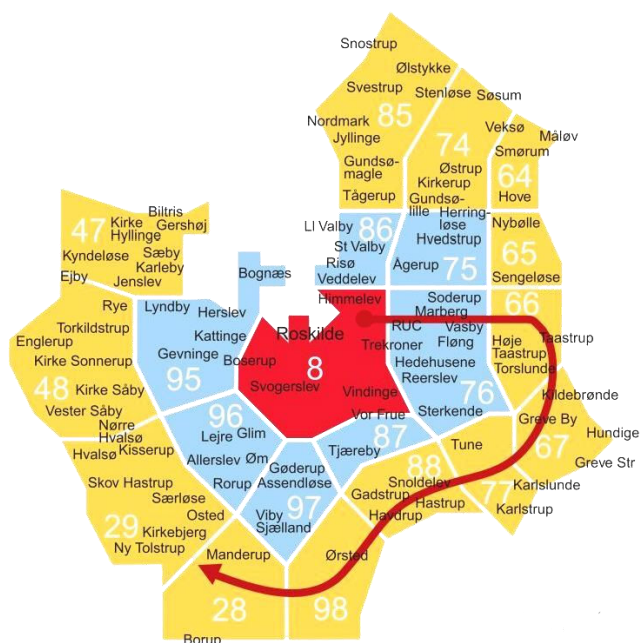 Snostrup
Ølstykke
Svestrup
Stenløse
Søsum
85
Nordmark
Jyllinge
Veksø
Måløv
74
Smørum
Gundsø-
magle
Østrup
Kirkerup
64
Tågerup
Gundsø-
lille
Hove
Biltris
47
Kirke
Hyllinge
Gershøj
Ll Valby
86
Herring-
løse
Hvedstrup
Nybølle
Kyndeløse
Sæby
Karleby
St Valby
65
Ejby
Jenslev
Bognæs
Risø
Veddelev
Ågerup
75
Sengeløse
Rye
Lyndby
Herslev
Himmelev
Soderup
Marberg
66
Torkildstrup
Kattinge
Roskilde
RUC
Vasby
Fløng
Taastrup
Englerup
Kirke Sonnerup
Gevninge
Boserup
8
Trekroner
Hedehusene
Reerslev
Høje
Taastrup
Torslunde
48
95
Svogerslev
Vindinge
76
Kirke Såby
Kildebrønde
Vester Såby
96
Vor Frue
Sterkende
Greve By
Nørre
Hvalsø
Lejre
Glim
87
Hundige
Hvalsø
Kisserup
Allerslev
Øm
Tjæreby
Tune
67
Greve Str
Skov Hastrup
Rorup
Gøderup
Assendløse
88
Snoldelev
77
Karlslunde
Særløse
Gadstrup
Hastrup
Karlstrup
29
Osted
Viby
Sjælland
97
Havdrup
Kirkebjerg
Ny Tolstrup
Manderup
Ørsted
28
98
Borup